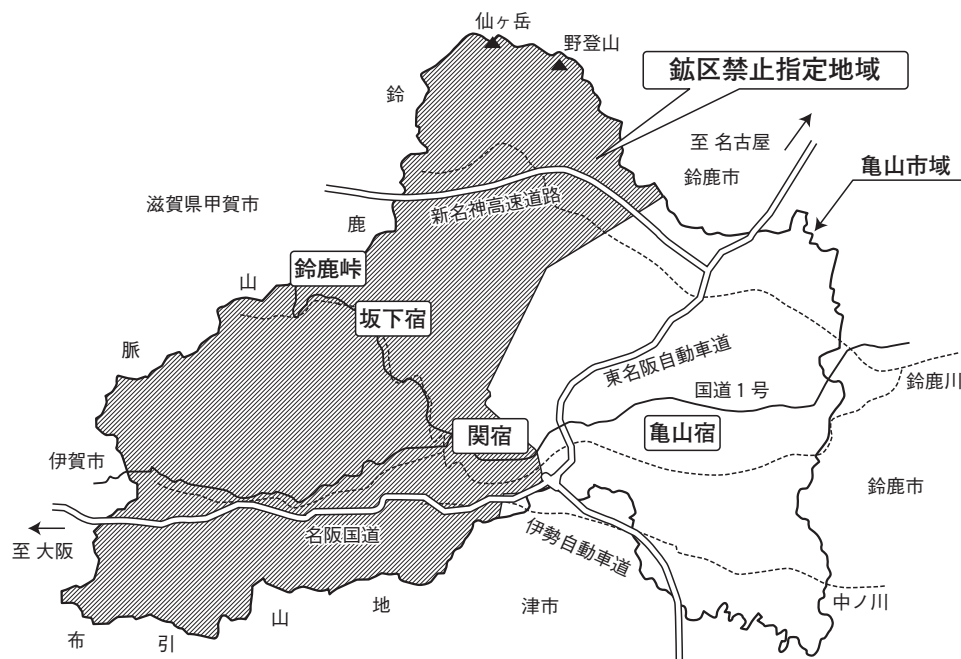 仙ヶ岳
野登山
鉱区禁止指定地域
鈴
至 名古屋
鈴鹿市
亀山市域
滋賀県甲賀市
鹿
新名神高速道路
鈴鹿峠
山
坂下宿
脈
東名阪自動車道
鈴鹿川
国道1号
関宿
亀山宿
伊賀市
鈴鹿市
名阪国道
伊勢自動車道
至 大阪
中ノ川
布
引
山
地
津市